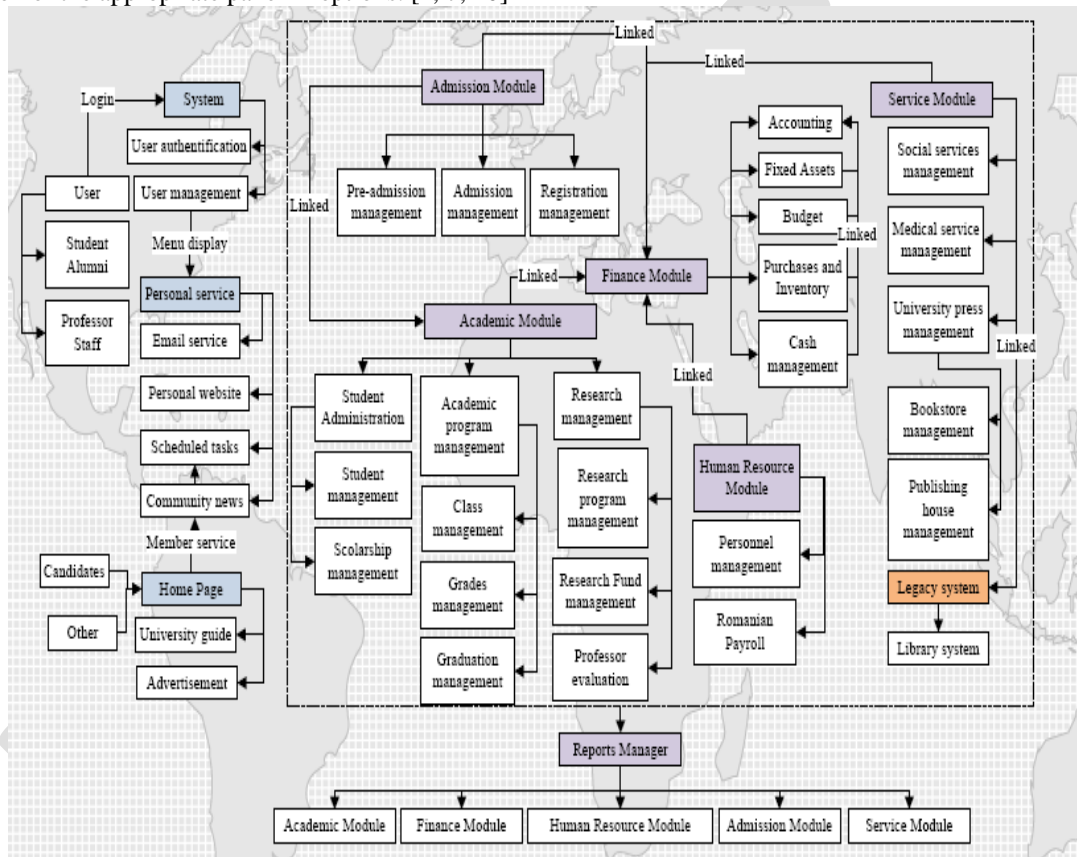 Linked
Linked
Admission Module
Login
System
Service Module
Accounting
User authentification
Social services
management
Fixed Assets
User
User management
Pre-admission
management
Admission
management
Registration
management
Linked
Budget
Linked
Medical service
management
Student
Alumni
Menu display
Purchases and
Inventory
Linked
Finance Module
Personal service
Academic Module
University press
management
Professor
Staff
Email service
Cash
management
Linked
Linked
Personal website
Student
Administration
Academic
program
management
Research
management
Bookstore
management
Scheduled tasks
Human Resource
Module
Student
management
Research
program
management
Publishing
house
management
Community news
Class
management
Member service
Personnel
management
Scolarship
management
Candidates
Home Page
Grades
management
Research Fund
management
Legacy system
Other
University guide
Romanian
Payroll
Library system
Graduation
management
Professor
evaluation
Advertisement
Reports Manager
Academic Module
Finance Module
Human Resource Module
Admission Module
Service Module